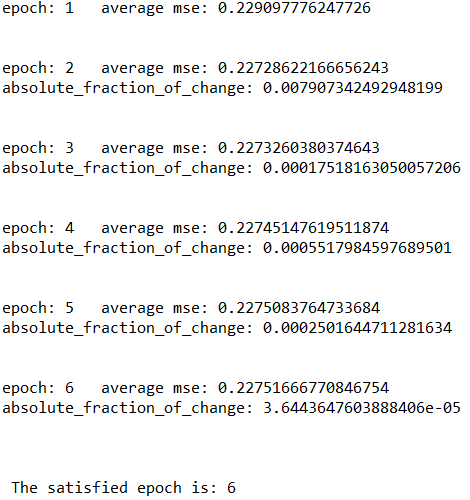 epoch: 1   average mse: 0.229097776247726
epoch: 2   average mse: 0.22728622166656243
absolute_fraction_of_change: 0.007907342492948199
epoch: 3   average mse: 0.2273260380374643
absolute_fraction_of_change: 0.00017518163050057206
epoch: 4   average mse: 0.22745147619511874
absolute_fraction_of_change: 0.0005517984597689501
epoch: 5   average mse: 0.2275083764733684
absolute_fraction_of_change: 0.0002501644711281634
epoch: 6   average mse: 0.22751666770846754
absolute_fraction_of_change: 3.6443647603888406e-05
The satisfied epoch is: 6